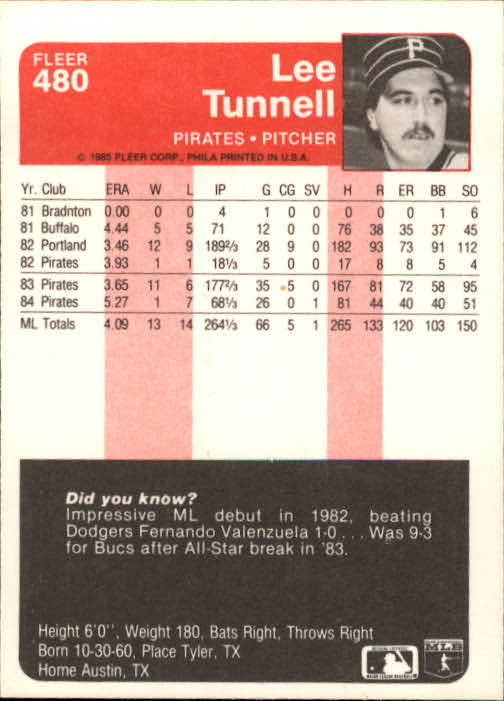 FLEER
480
Lee
Tunnell
PIRATES • PITCHER
© 1985 FLEER CORP., PHILA PRINTED IN U.S.A.
P
Yr. Club ERA W L IP G CG SV H R ER BB SO
81 Bradnton 0.00 0 0 4 1 0 0 0 0 0 1 6
81 Buffalo 4.44 5 5 71 12 0 0 76 38 35 37 45
82 Portland 3.46 12 9 189⅔ 28 9 0 182 93 73 91 112
82 Pirates 3.93 1 1 18⅓ 5 0 0 17 8 8 5 4
83 Pirates 3.65 11 6 177⅔ 35 5 0 167 81 72 58 95
84 Pirates 5.27 1 7 68⅓ 26 0 1 81 44 40 40 51
ML Totals 4.09 13 14 264⅓ 66 5 1 265 133 120 103 150
Did you know?
Impressive ML debut in 1982, beating
Dodgers Fernando Valenzuela 1-0 . . . Was 9-3
for Bucs after All-Star break in '83.
Height 6'0'', Weight 180, Bats Right, Throws Right
Born 10-30-60, Place Tyler, TX
Home Austin, TX
MLB